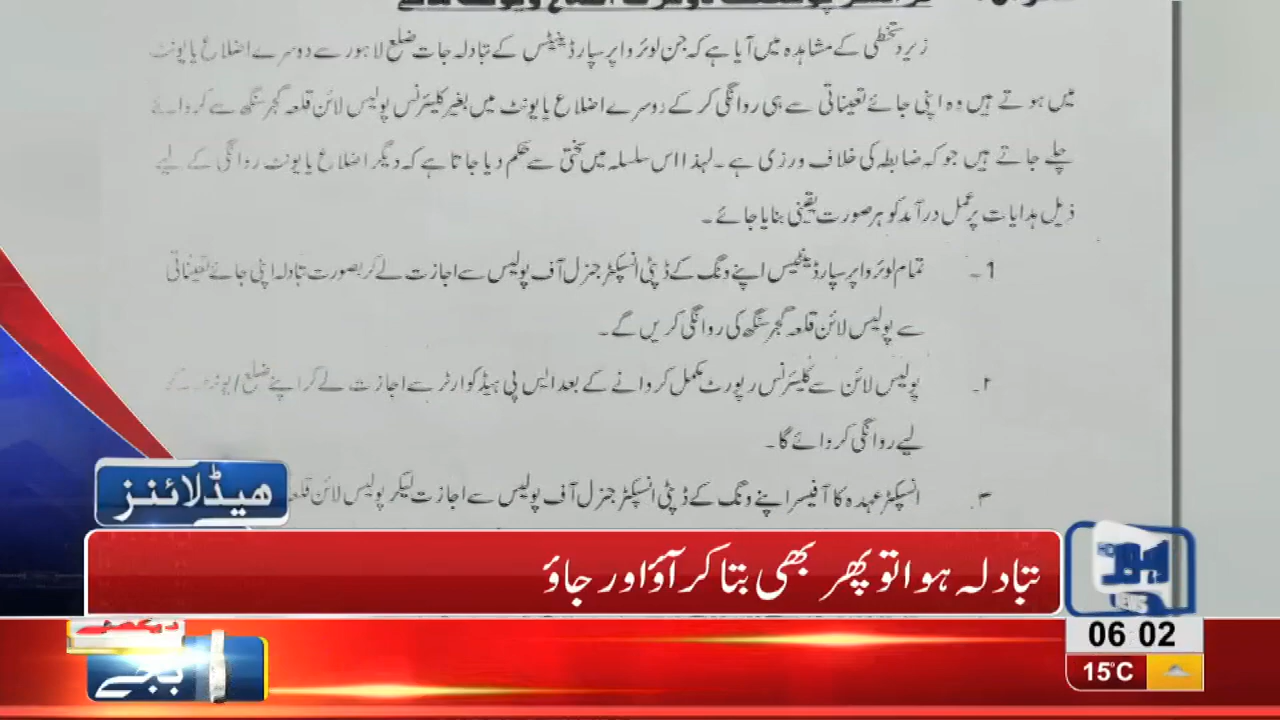 زیر دستخطی کے مشاہدہ میں آیا ہے کہ جن لوئر و اپر سپارڈینیٹس کے تبادلہ جات ضلع لاہور سے دوسرے اضلاع یا یونٹ
میں ہوتے ہیں وہ اپنی جائے تعیناتی سے ہی روانگی کر کے دوسرے اضلاع یا یونٹ میں بغیر کلیئرنس پولیس لائن قلعہ گجر سنگھ سے کروائے
چلے جاتے ہیں جو کہ ضابطہ کی خلاف ورزی ہے۔ لہذا اس سلسلہ میں سختی سے حکم دیا جاتا ہے کہ دیگر اضلاع یا یونٹ روانگی کے لیے
ذیل ہدایات پر عمل درآمد کو ہر صورت یقینی بنایا جائے۔
1۔ تمام لوئر و اپر سپارڈینیٹس اپنے ونگ کے ڈپٹی انسپکٹر جنرل آف پولیس سے اجازت لے کر بصورت تبادلہ اپنی جائے تعیناتی
سے پولیس لائن قلعہ گجر سنگھ کی روانگی کریں گے۔
۲۔ پولیس لائن سے کلیئرنس رپورٹ مکمل کروانے کے بعد ایس پی ہیڈ کوارٹر سے اجازت لے کر اپنے ضلع
لیے روانگی کروائے گا۔
۳۔ انسپکٹر عہدہ کا آفیسر اپنے ونگ کے ڈپٹی انسپکٹر جنرل آف پولیس سے اجازت لیکر پولیس لائن قلعہ
ہیڈلائنز
تبادلہ ہوا تو پھر بھی بتا کر آؤ اور جاؤ
HD
NEWS
06 02
15°C
دیکھئے
بجے